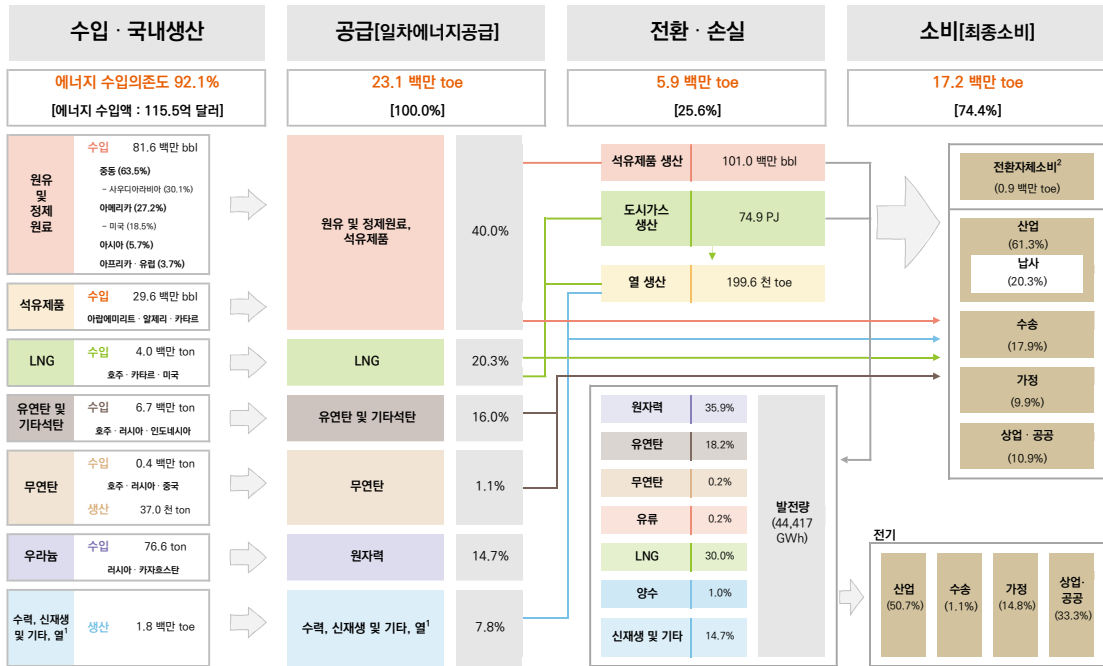 수입 · 국내생산
에너지 수입의존도 92.1%
[에너지 수입액 : 115.5억 달러]
원유
및
정제
원료
수입 81.6 백만 bbl
중동 (63.5%)
- 사우디아라비아 (30.1%)
아메리카 (27.2%)
- 미국 (18.5%)
아시아 (5.7%)
아프리카 · 유럽 (3.7%)
석유제품
수입 29.6 백만 bbl
아랍에미리트 · 알제리 · 카타르
LNG
수입 4.0 백만 ton
호주 · 카타르 · 미국
유연탄 및
기타석탄
수입 6.7 백만 ton
호주 · 러시아 · 인도네시아
무연탄
수입 0.4 백만 ton
호주 · 러시아 · 중국
생산 37.0 천 ton
우라늄
수입 76.6 ton
러시아 · 카자흐스탄
수력, 신재생
및 기타, 열1
생산 1.8 백만 toe
공급[일차에너지공급]
23.1 백만 toe
[100.0%]
원유 및 정제원료,
석유제품
40.0%
LNG
20.3%
유연탄 및 기타석탄
16.0%
무연탄
1.1%
원자력
14.7%
수력, 신재생 및 기타, 열1
7.8%
전환 · 손실
5.9 백만 toe
[25.6%]
석유제품 생산 101.0 백만 bbl
도시가스
생산
74.9 PJ
열 생산 199.6 천 toe
원자력 35.9%
유연탄 18.2%
무연탄 0.2%
유류 0.2%
LNG 30.0%
양수 1.0%
신재생 및 기타 14.7%
발전량
(44,417
GWh)
소비[최종소비]
17.2 백만 toe
[74.4%]
전환자체소비2
(0.9 백만 toe)
산업
(61.3%)
납사
(20.3%)
수송
(17.9%)
가정
(9.9%)
상업 · 공공
(10.9%)
전기
산업
(50.7%)
수송
(1.1%)
가정
(14.8%)
상업·
공공
(33.3%)